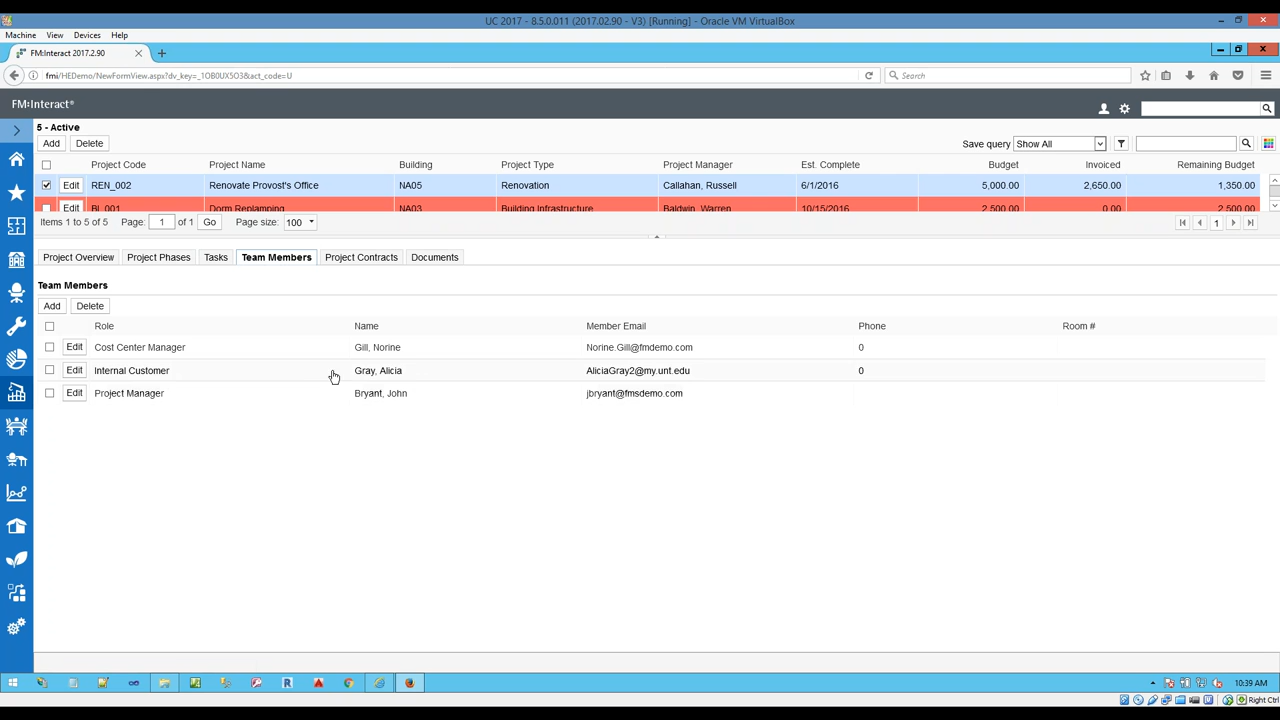 UC 2017 - 8.5.0.011 (2017.02.90 - V3) [Running] - Oracle VM VirtualBox
Machine View Devices Help
FM:Interact 2017.2.90
fmi/HEDemo/NewFormView.aspx?dv_key=_1OB0UX5O3&act_code=U Search
FM:Interact®
5 - Active
Add Delete Save query Show All
Project Code Project Name Building Project Type Project Manager Est. Complete Budget Invoiced Remaining Budget
Edit REN_002 Renovate Provost's Office NA05 Renovation Callahan, Russell 6/1/2016 5,000.00 2,650.00 1,350.00
Edit BI_001 Dorm Replamping NA03 Building Infrastructure Baldwin, Warren 10/15/2016 2,500.00 0.00 2,500.00
Items 1 to 5 of 5 Page: 1 of 1 Go Page size: 100 1
Project Overview Project Phases Tasks Team Members Project Contracts Documents
Team Members
Add Delete
Role Name Member Email Phone Room #
Edit Cost Center Manager Gill, Norine Norine.Gill@fmdemo.com 0
Edit Internal Customer Gray, Alicia AliciaGray2@my.unt.edu 0
Edit Project Manager Bryant, John jbryant@fmsdemo.com
10:39 AM
Right Ctrl